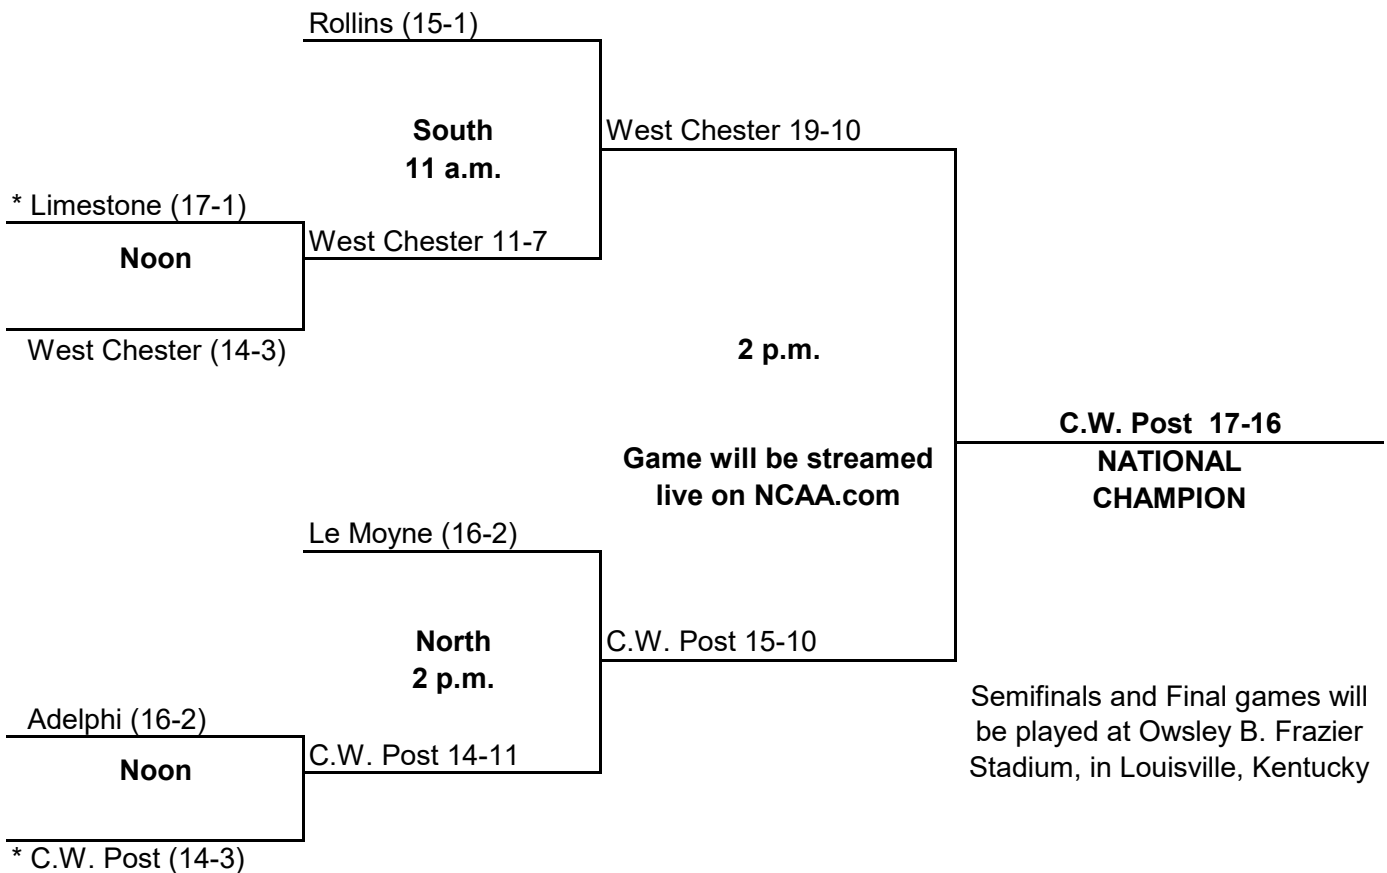 Rollins (15-1)
South
11 a.m.
West Chester 19-10
* Limestone (17-1)
Noon
West Chester 11-7
West Chester (14-3)
2 p.m.
C.W. Post  17-16
NATIONAL
CHAMPION
Game will be streamed
live on NCAA.com
Le Moyne (16-2)
North
2 p.m.
C.W. Post 15-10
Adelphi (16-2)
Noon
C.W. Post 14-11
* C.W. Post (14-3)
Semifinals and Final games will
be played at Owsley B. Frazier
Stadium, in Louisville, Kentucky